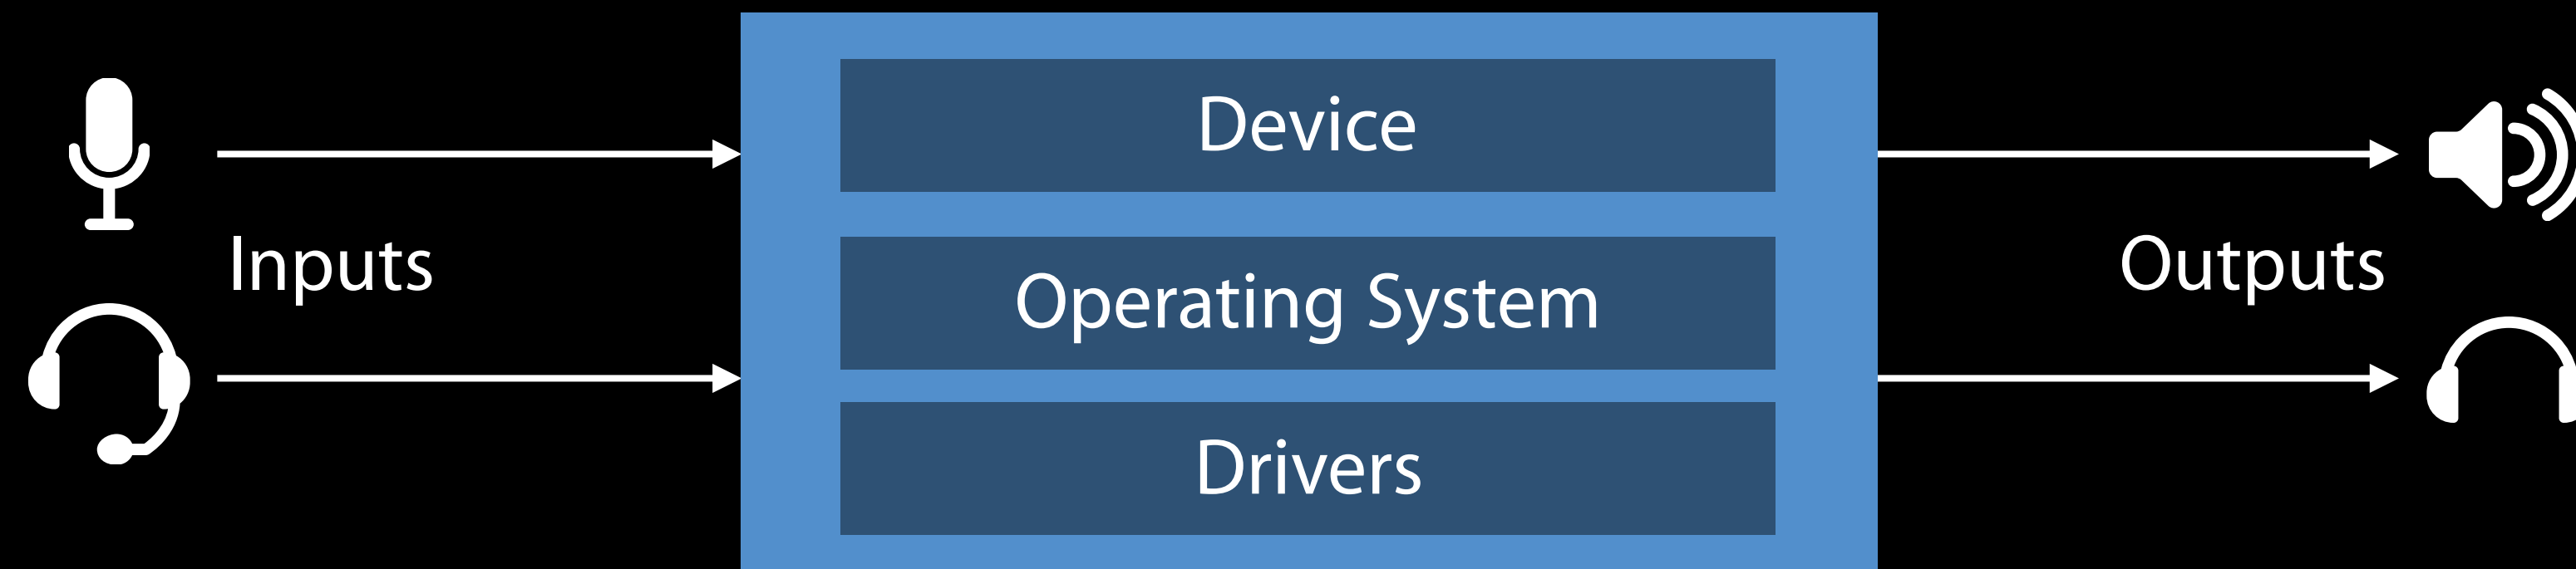 Device
Inputs
Operating System
Outputs
Drivers